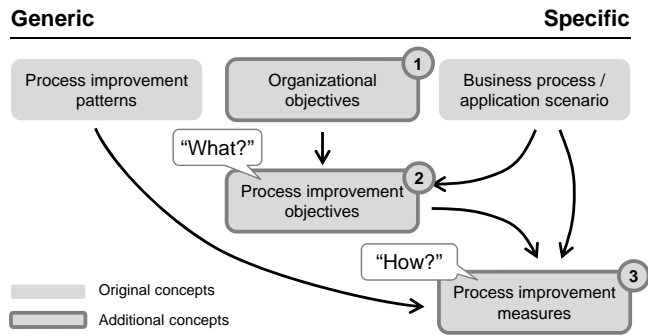 Generic
Specific
1
Process improvement
patterns
Organizational
objectives
Business process /
application scenario
“What?”
2
Process improvement
objectives
“How?”
3
Process improvement
measures
Original concepts
Additional concepts